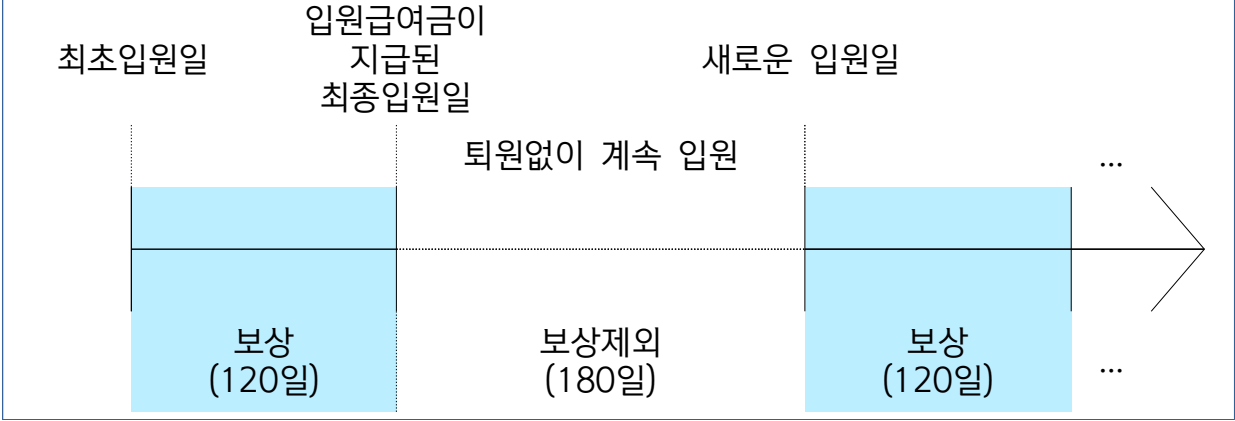 최초입원일
입원급여금이
지급된
최종입원일
새로운 입원일
퇴원없이 계속 입원
...
보상
(120일)
보상제외
(180일)
보상
(120일)
...